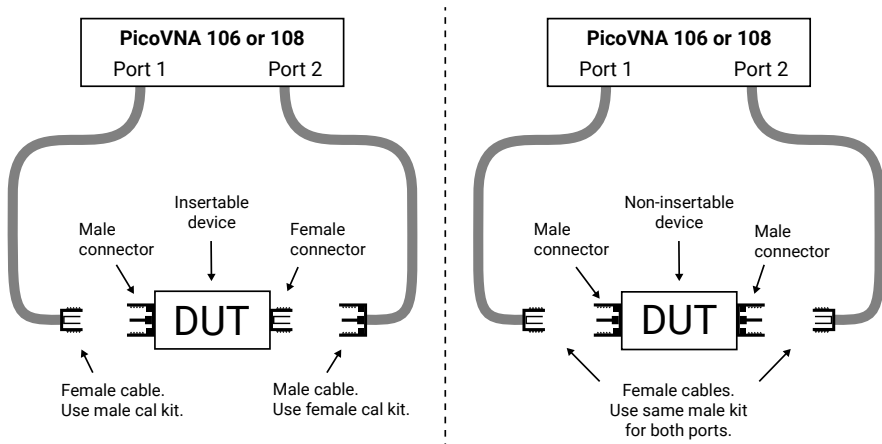 PicoVNA 106 or 108
Port 1
Port 2
Insertable
device
Male
connector
Female
connector
DUT
Female cable.
Use male cal kit.
Male cable.
Use female cal kit.
PicoVNA 106 or 108
Port 1
Port 2
Non-insertable
device
Male
connector
Male
connector
DUT
Female cables.
Use same male kit
for both ports.